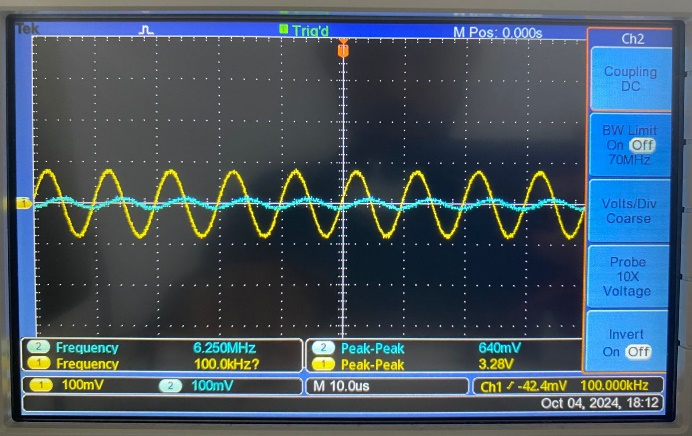 Tek
Trig'd
M Pos: 0.000s
Ch2
Coupling
DC
BW Limit
On Off
70MHz
Volts/Div
Coarse
Probe
10X
Voltage
Invert
On Off
1
2 Frequency 6.250MHz
1 Frequency 100.0kHz?
2 Peak-Peak 640mV
1 Peak-Peak 3.28V
1 100mV 2 100mV M 10.0us Ch1 -42.4mV 100.000kHz
Oct 04, 2024, 18:12